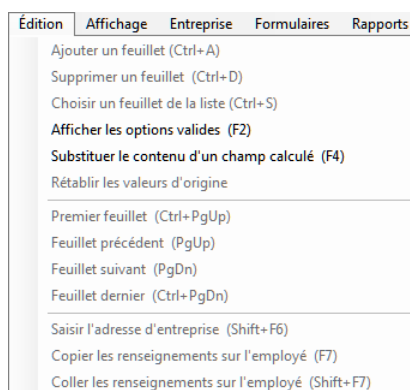 Édition Affichage Entreprise Formulaires Rapports
Ajouter un feuillet (Ctrl+A)
Supprimer un feuillet (Ctrl+D)
Choisir un feuillet de la liste (Ctrl+S)
Afficher les options valides (F2)
Substituer le contenu d'un champ calculé (F4)
Rétablir les valeurs d'origine
Premier feuillet (Ctrl+PgUp)
Feuillet précédent (PgUp)
Feuillet suivant (PgDn)
Feuillet dernier (Ctrl+PgDn)
Saisir l'adresse d'entreprise (Shift+F6)
Copier les renseignements sur l'employé (F7)
Coller les renseignements sur l'employé (Shift+F7)